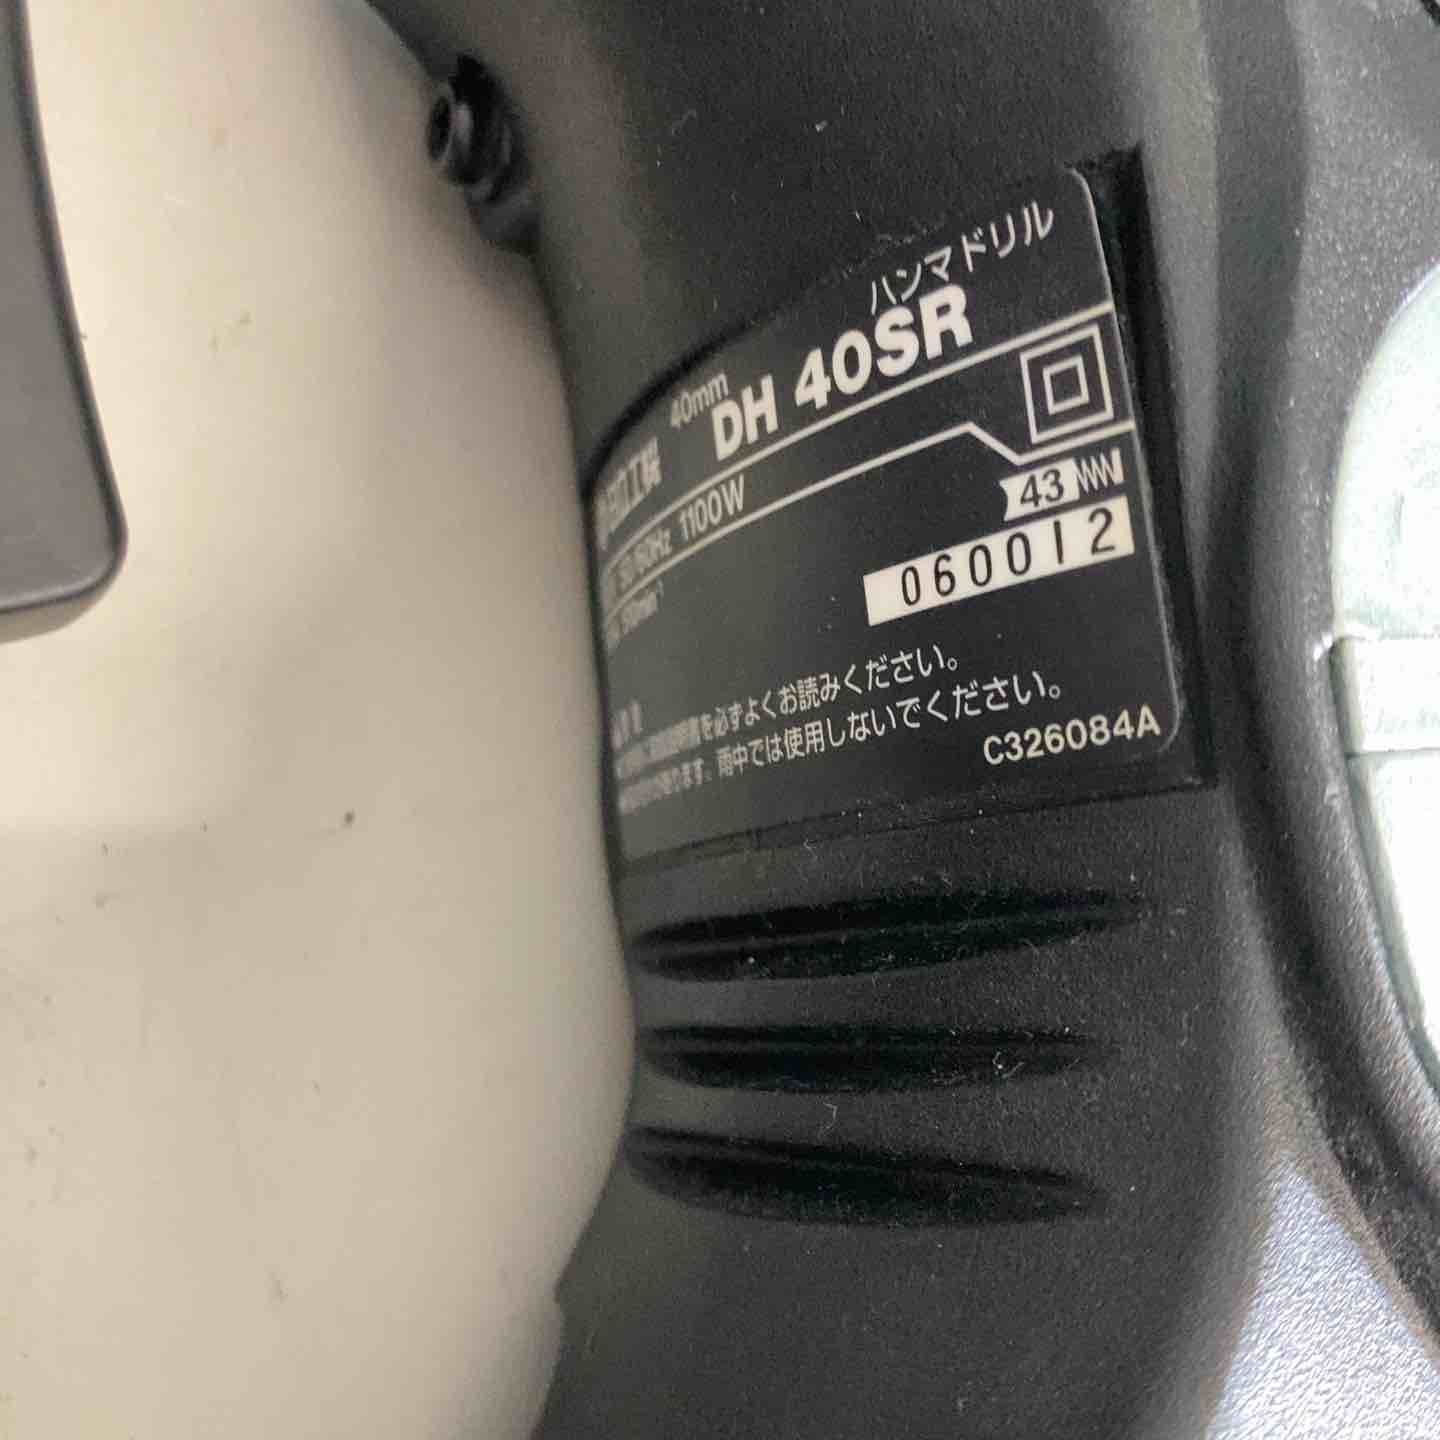 ハンマドリル
40mm DH 40SR
50/60Hz 1100W
43
060012
を必ずよくお読みください。
雨中では使用しないでください。
C326084A